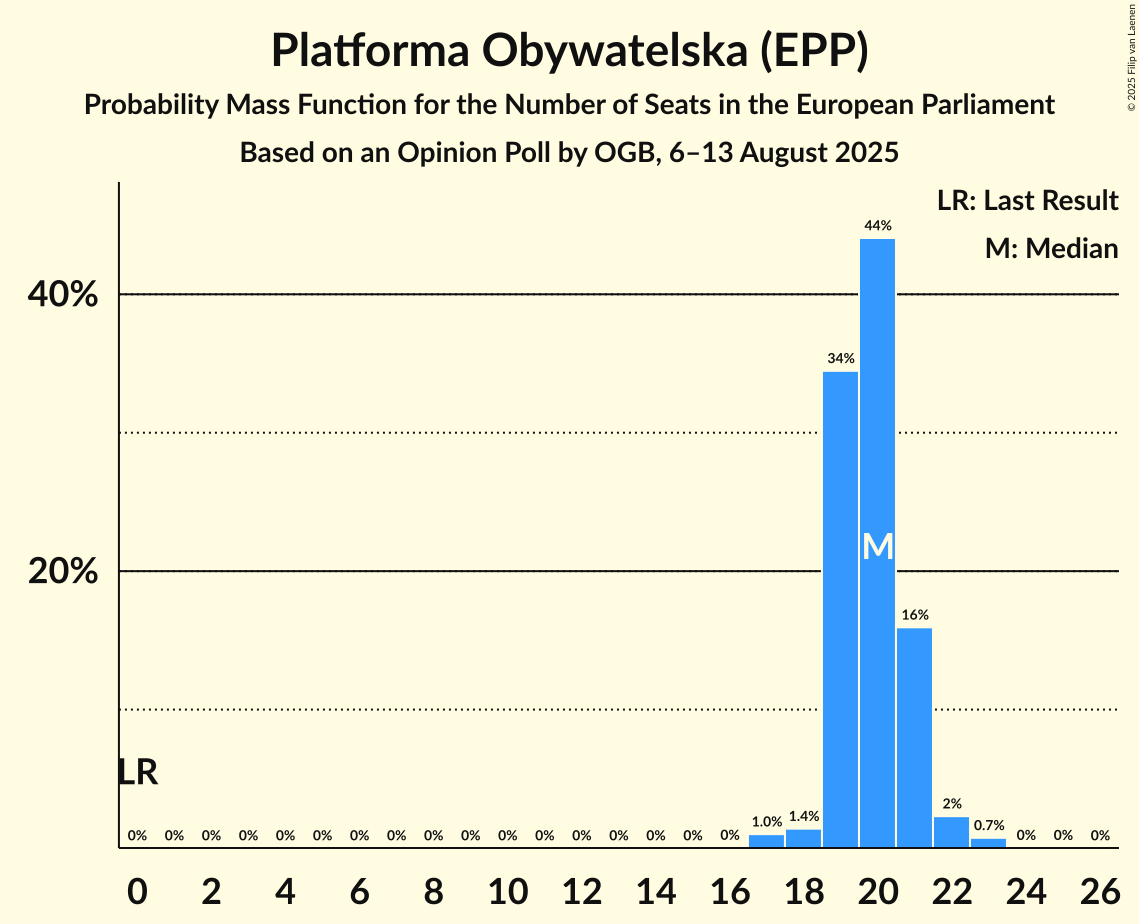 Platforma Obywatelska (EPP)
Probability Mass Function for the Number of Seats in the European Parliament
Based on an Opinion Poll by OGB, 6–13 August 2025
© 2025 Filip van Laenen
LR: Last Result
M: Median
44%
40%
34%
M
20%
16%
LR
0% 0% 0% 0% 0% 0% 0% 0% 0% 0% 0% 0% 0% 0% 0% 0% 0% 1.0% 1.4% 2% 0.7% 0% 0% 0%
0 2 4 6 8 10 12 14 16 18 20 22 24 26